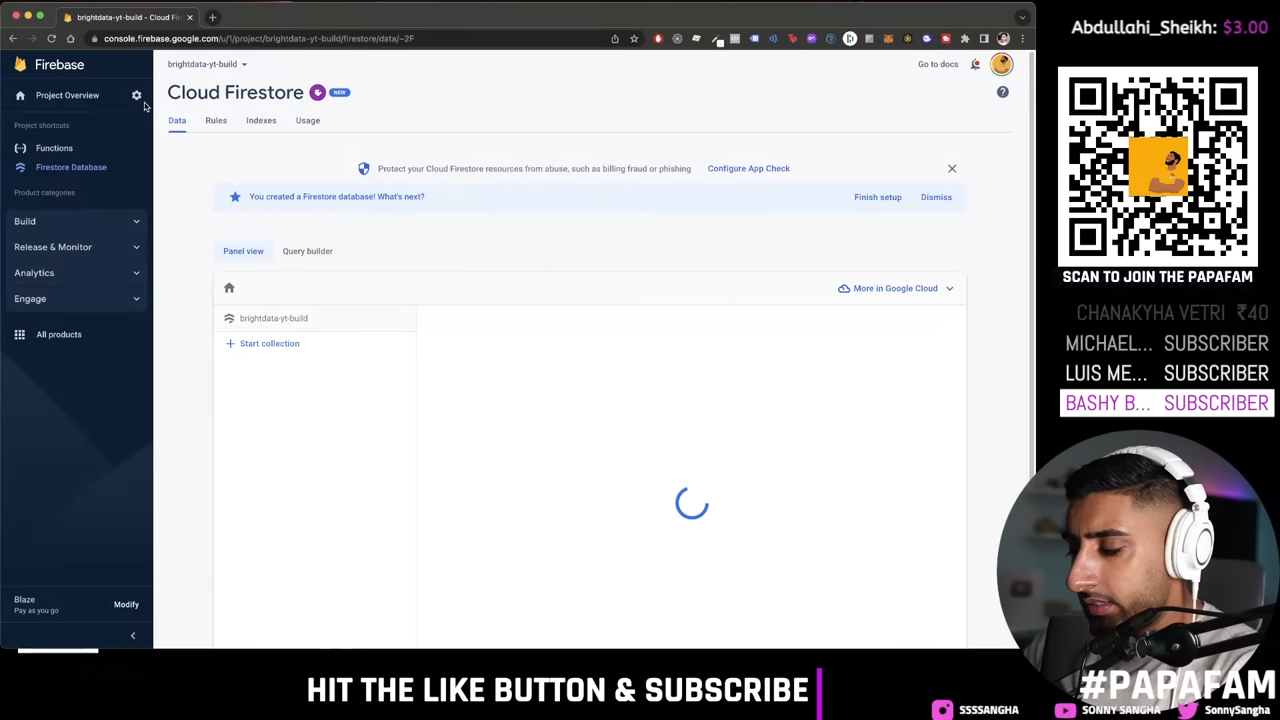 brightdata-yt-build - Cloud Fi
console.firebase.google.com/u/1/project/brightdata-yt-build/firestore/data/~2F
Firebase
Project Overview
Project shortcuts
Functions
Firestore Database
Product categories
Build
Release & Monitor
Analytics
Engage
All products
Blaze
Pay as you go
Modify
brightdata-yt-build
Go to docs
Cloud Firestore
NEW
Data
Rules
Indexes
Usage
Protect your Cloud Firestore resources from abuse, such as billing fraud or phishing
Configure App Check
You created a Firestore database! What's next?
Finish setup
Dismiss
Panel view
Query builder
More in Google Cloud
brightdata-yt-build
Start collection
Abdullahi_Sheikh: $3.00
SCAN TO JOIN THE PAPAFAM
CHANAKYHA VETRI ₹40
MICHAEL... SUBSCRIBER
LUIS ME... SUBSCRIBER
BASHY B... SUBSCRIBER
HIT THE LIKE BUTTON & SUBSCRIBE
#PAPAFAM
SSSSANGHA
SONNY SANGHA
SONNYSANGHA